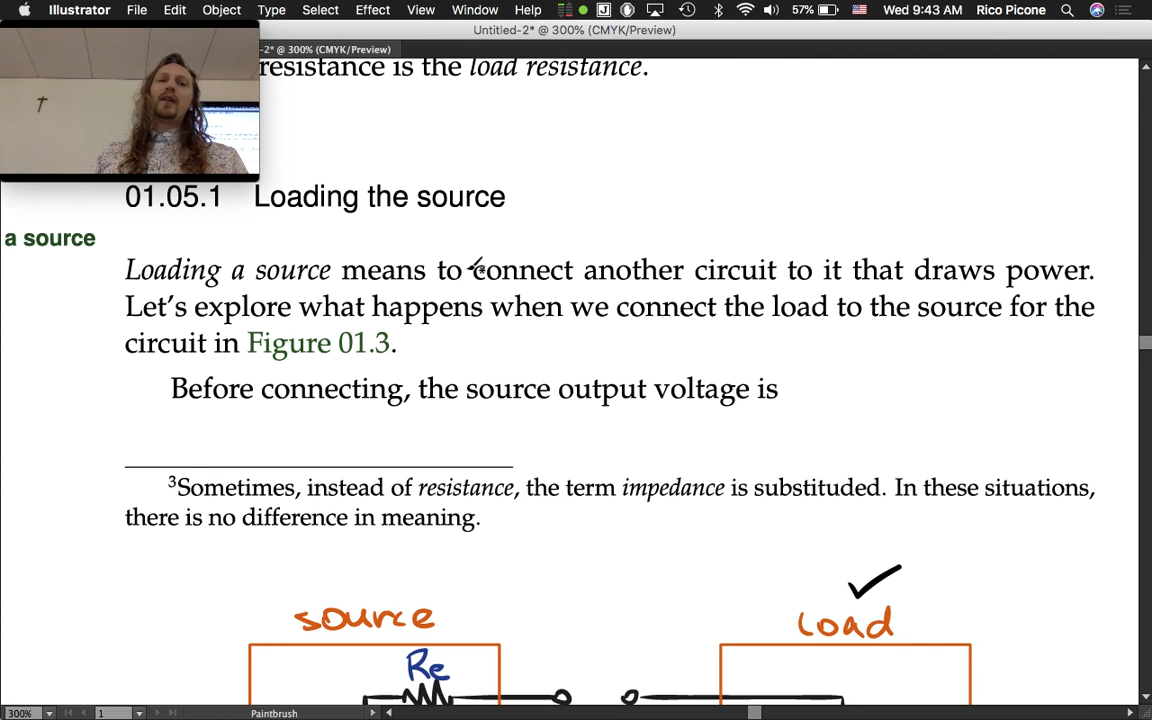 Illustrator File Edit Object Type Select Effect View Window Help 57% Wed 9:43 AM Rico Picone
Untitled-2* @ 300% (CMYK/Preview)
-2* @ 300% (CMYK/Preview)
resistance is the load resistance.
01.05.1 Loading the source
a source
Loading a source means to connect another circuit to it that draws power.
Let's explore what happens when we connect the load to the source for the
circuit in Figure 01.3.
Before connecting, the source output voltage is
3Sometimes, instead of resistance, the term impedance is substituded. In these situations,
there is no difference in meaning.
source
load
Re
300% 1 Paintbrush